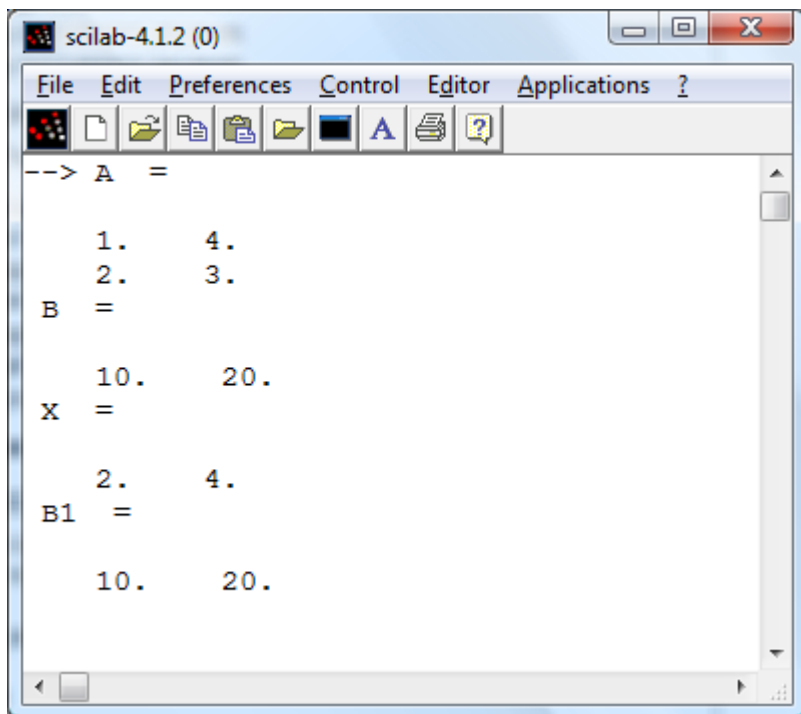 scilab-4.1.2 (0)
File Edit Preferences Control Editor Applications ?
A ?
--> A =
1. 4.
2. 3.
B =
10. 20.
X =
2. 4.
B1 =
10. 20.